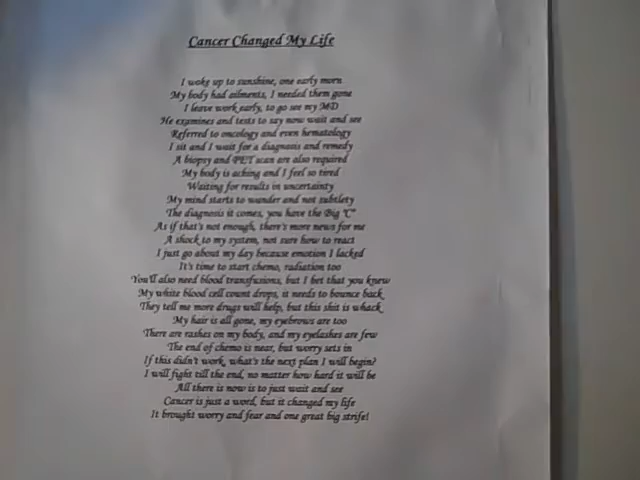 Cancer Changed My Life
I woke up to sunshine, one early morn
My body had ailments, I needed them gone
I leave work early, to go see my MD
He examines and tests to say now wait and see
Referred to oncology and even hematology
I sit and I wait for a diagnosis and remedy
A biopsy and PET scan are also required
My body is aching and I feel so tired
Waiting for results in uncertainty
My mind starts to wander and not subtlety
The diagnosis it comes, you have the Big "C"
As if that's not enough, there's more news for me
A shock to my system, not sure how to react
I just go about my day because emotion I lacked
It's time to start chemo, radiation too
You'll also need blood transfusions, but I bet that you knew
My white blood cell count drops, it needs to bounce back
They tell me more drugs will help, but this shit is whack
My hair is all gone, my eyebrows are too
There are rashes on my body, and my eyelashes are few
The end of chemo is near, but worry sets in
If this didn't work, what's the next plan I will begin?
I will fight till the end, no matter how hard it will be
All there is now is to just wait and see
Cancer is just a word, but it changed my life
It brought worry and fear and one great big strife!